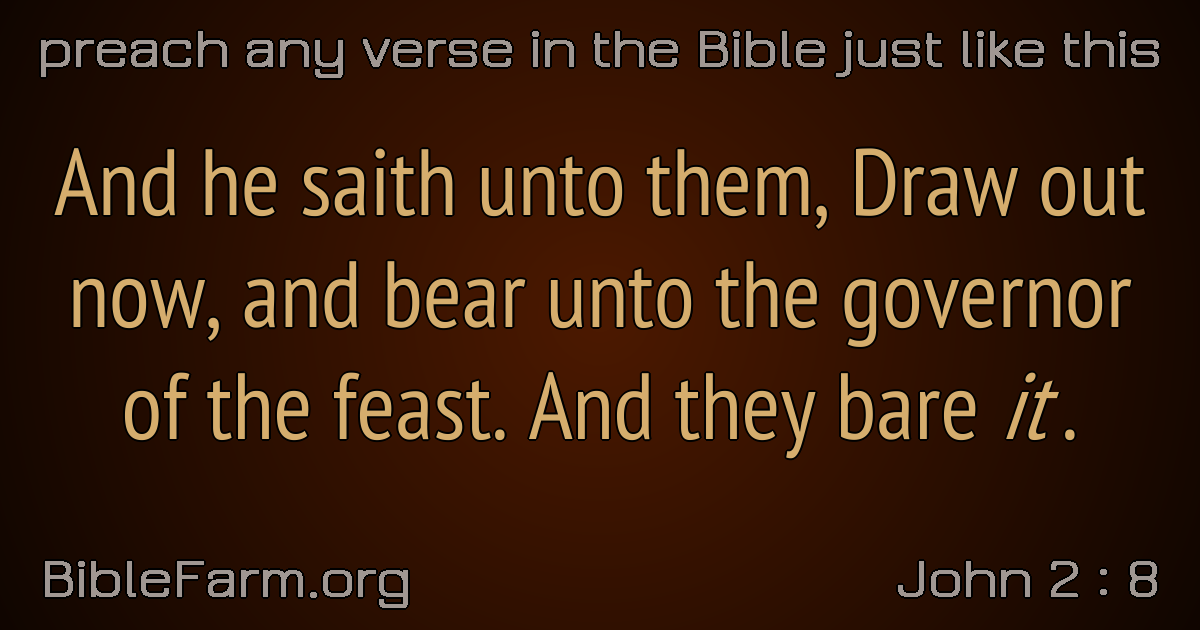 preach any verse in the Bible just like this
And he saith unto them, Draw out
now, and bear unto the governor
of the feast. And they bare it.
BibleFarm.org
John 2 : 8